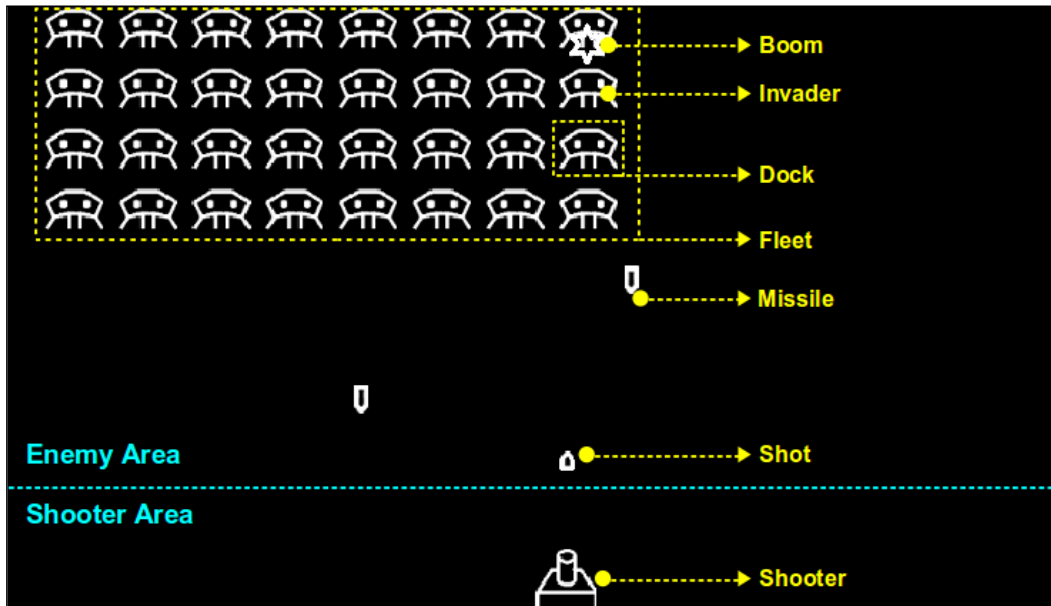 Boom
Invader
Dock
Fleet
Missile
Enemy Area
Shot
Shooter Area
Shooter